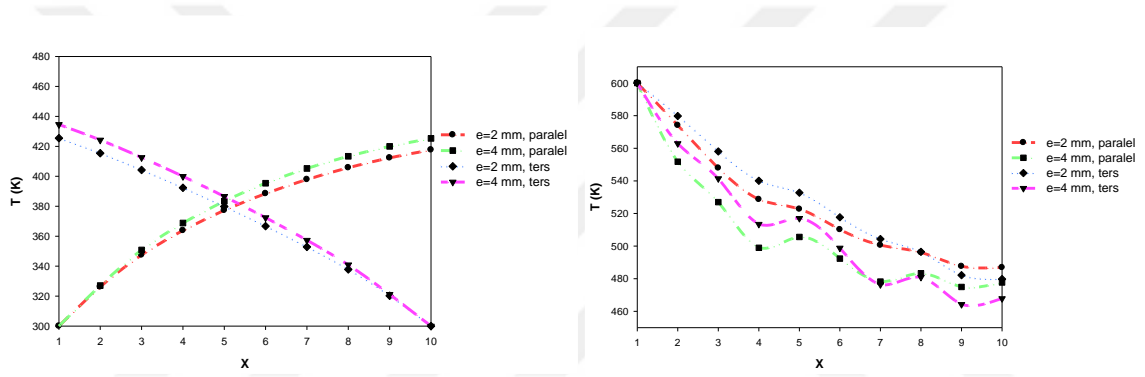 480
460
440
420
400
380
360
340
320
300
T (K)
1 2 3 4 5 6 7 8 9 10
X
e=2 mm, paralel
e=4 mm, paralel
e=2 mm, ters
e=4 mm, ters
600
580
560
540
520
500
480
460
T (K)
1 2 3 4 5 6 7 8 9 10
X
e=2 mm, paralel
e=4 mm, paralel
e=2 mm, ters
e=4 mm, ters